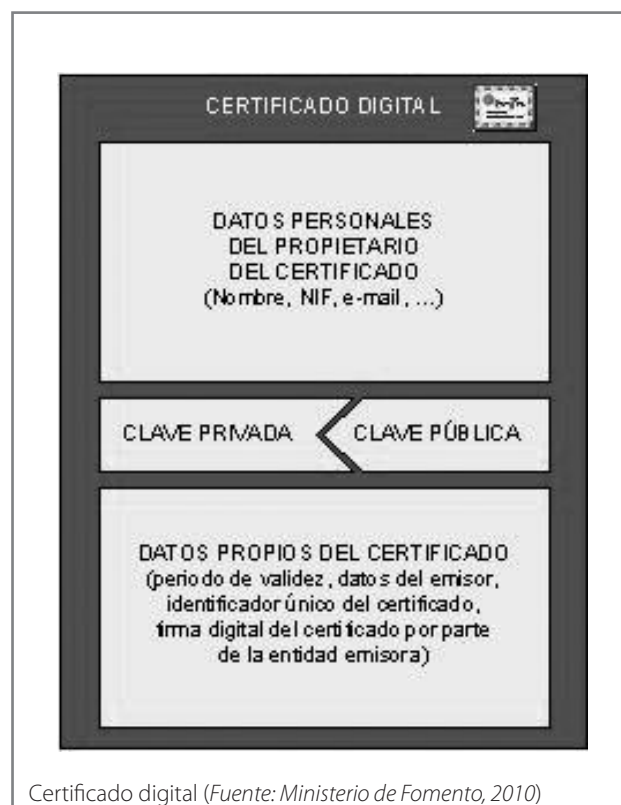 CERTIFICADO DIGITAL
DATOS PERSONALES
DEL PROPIETARIO
DEL CERTIFICADO
(Nombre, NIF, e-mail, ...)
CLAVE PRIVADA CLAVE PÚBLICA
DATOS PROPIOS DEL CERTIFICADO
(periodo de validez, datos del emisor,
identificador único del certificado,
firma digital del certificado por parte
de la entidad emisora)
Certificado digital (Fuente: Ministerio de Fomento, 2010)